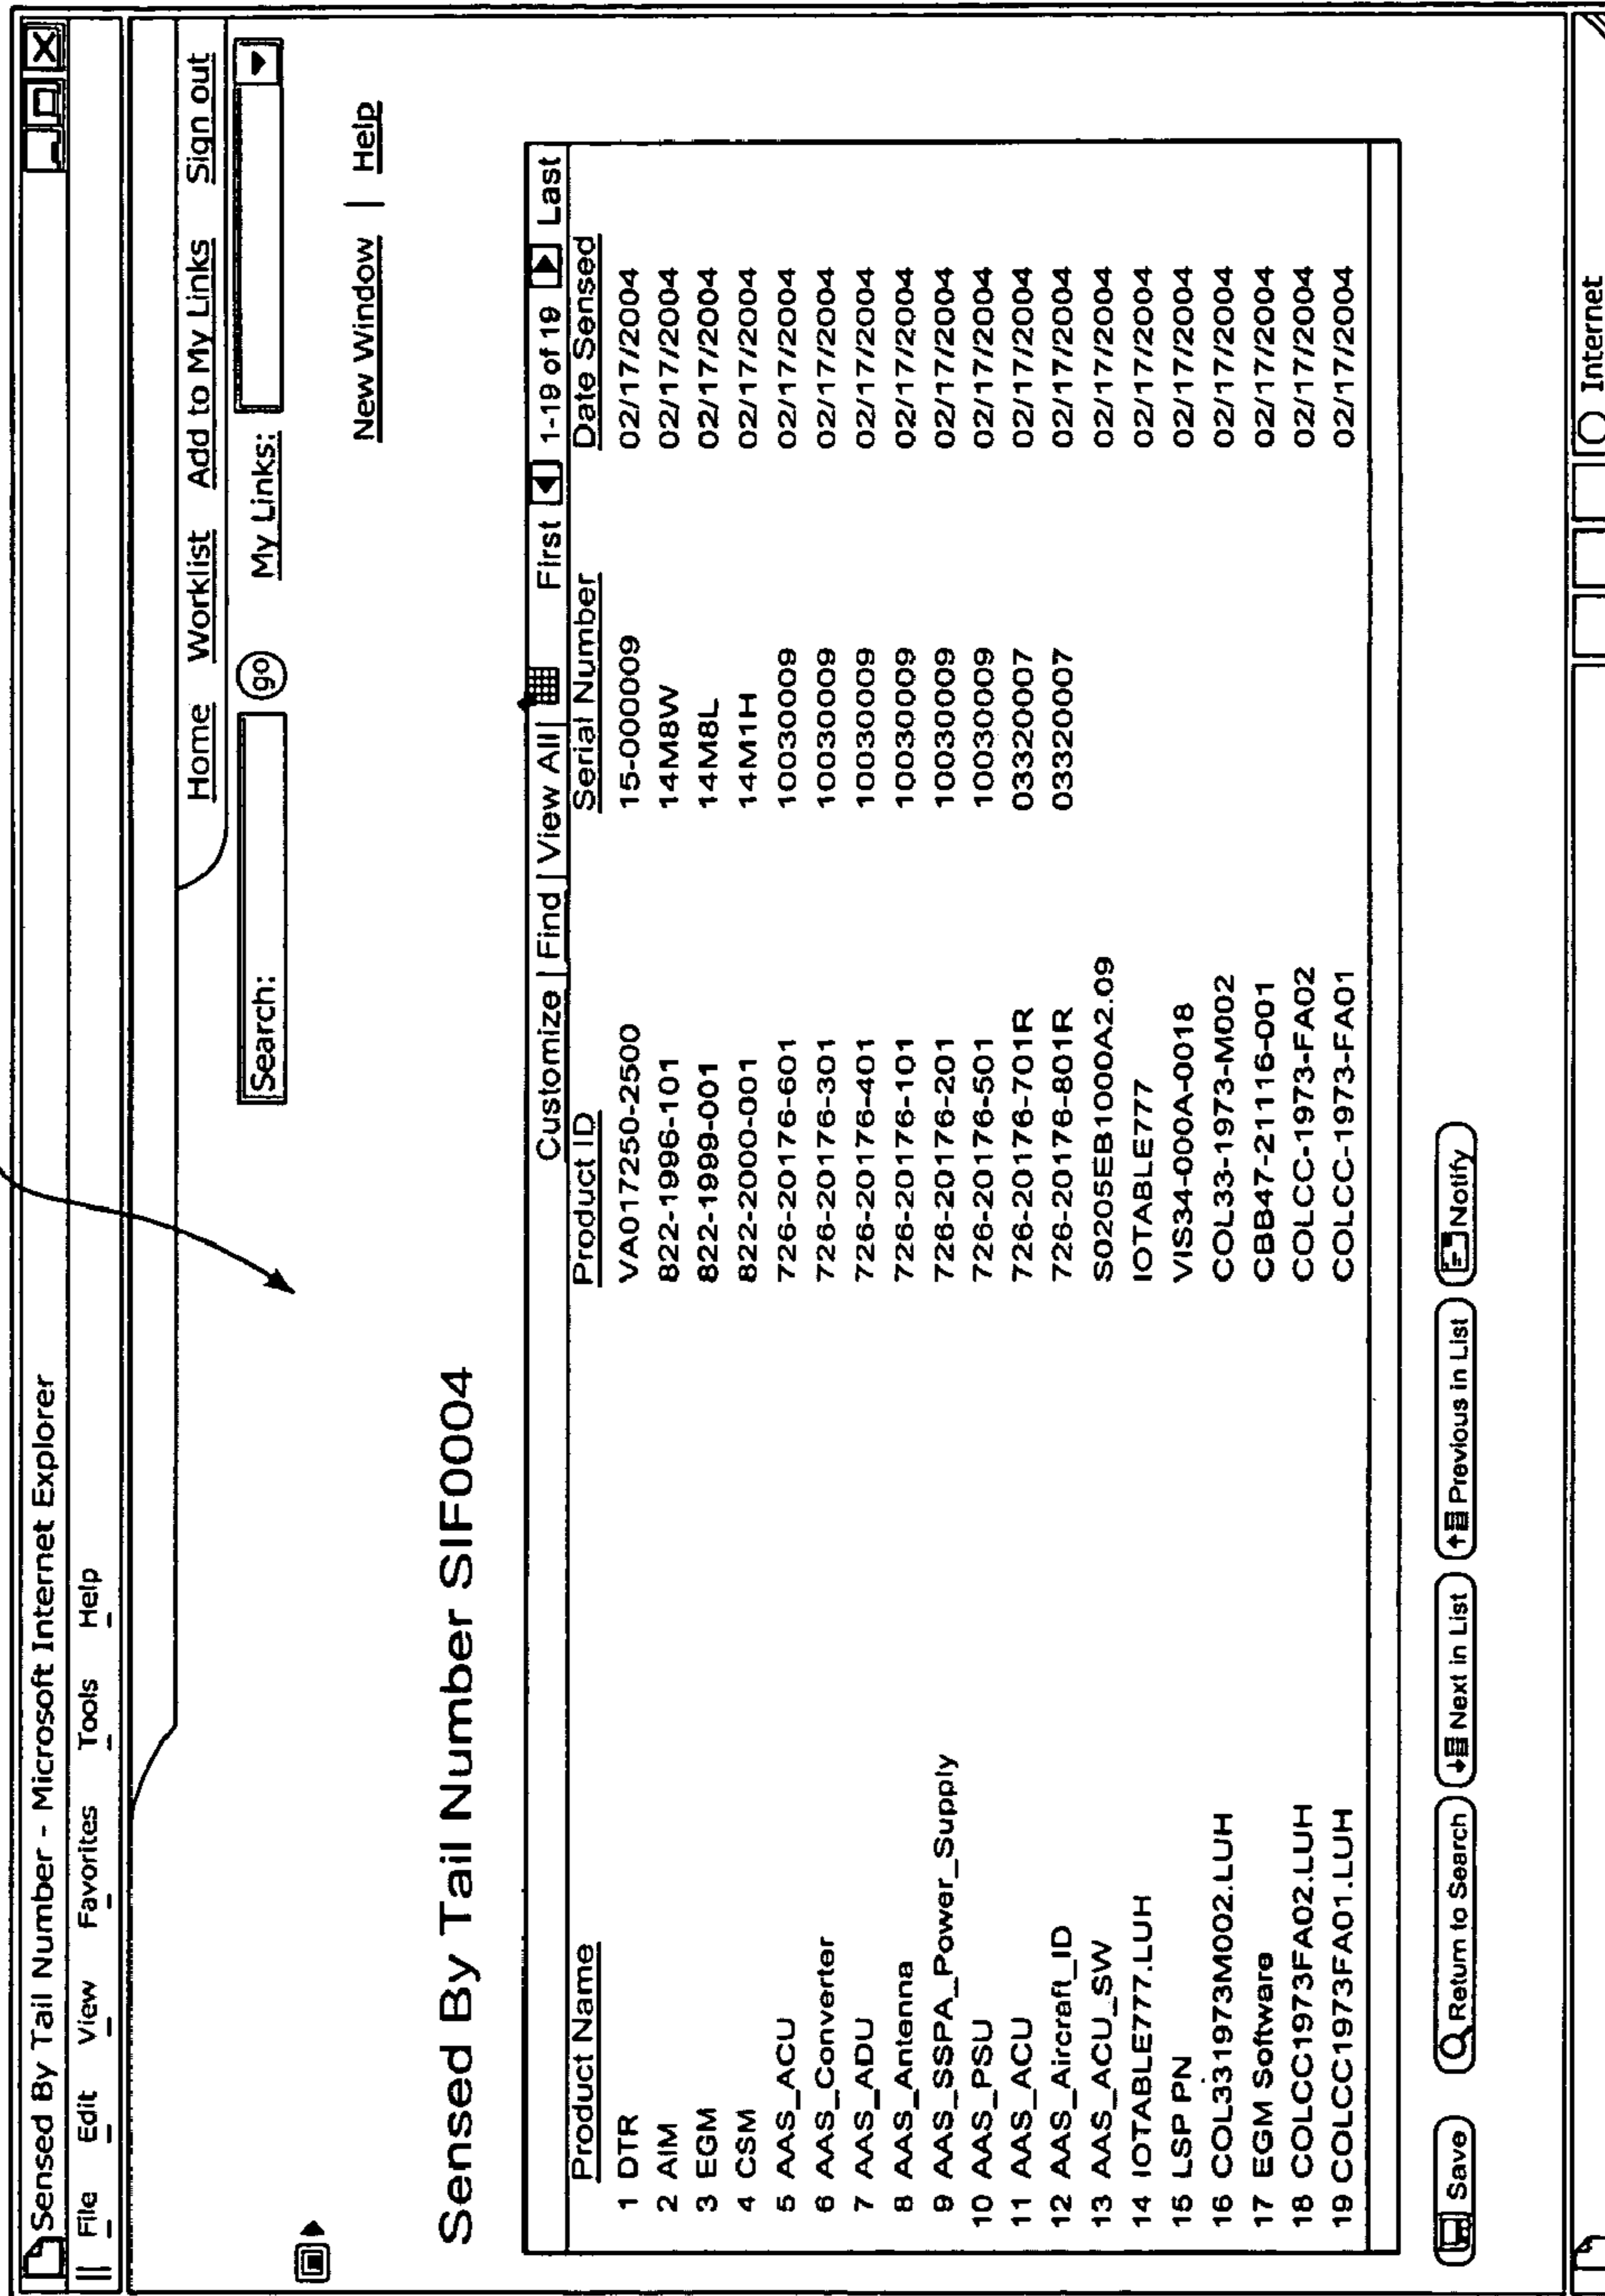 Sensed By Tail Number - Microsoft Internet Explorer
File Edit View Favorites Tools Help
Home Worklist Add to My Links Sign out
Search: go My Links:
New Window | Help
Sensed By Tail Number SIF0004
Customize | Find | View All | First 1-19 of 19 Last
Product Name Product ID Serial Number Date Sensed
1 DTR VA017250-2500 15-000009 02/17/2004
2 AIM 822-1996-101 14M8W 02/17/2004
3 EGM 822-1999-001 14M8L 02/17/2004
4 CSM 822-2000-001 14M1H 02/17/2004
5 AAS_ACU 726-20176-601 10030009 02/17/2004
6 AAS_Converter 726-20176-301 10030009 02/17/2004
7 AAS_ADU 726-20176-401 10030009 02/17/2004
8 AAS_Antenna 726-20176-101 10030009 02/17/2004
9 AAS_SSPA_Power_Supply 726-20176-201 10030009 02/17/2004
10 AAS_PSU 726-20176-501 10030009 02/17/2004
11 AAS_ACU 726-20176-701R 03320007 02/17/2004
12 AAS_Aircraft_ID 726-20176-801R 03320007 02/17/2004
13 AAS_ACU_SW S0205EB1000A2.09 02/17/2004
14 IOTABLE777.LUH IOTABLE777 02/17/2004
15 LSP PN VIS34-000A-0018 02/17/2004
16 COL331973M002.LUH COL33-1973-M002 02/17/2004
17 EGM Software CBB47-21116-001 02/17/2004
18 COLCC1973FA02.LUH COLCC-1973-FA02 02/17/2004
19 COLCC1973FA01.LUH COLCC-1973-FA01 02/17/2004
Save Return to Search Next in List Previous in List Notify
Internet